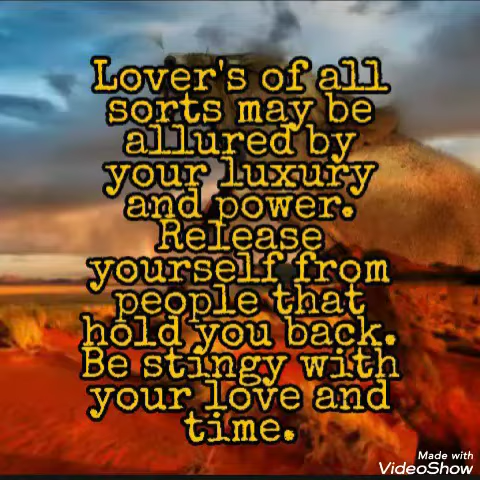 Lover's of all
sorts may be
allured by
your luxury
and power.
Release
yourself from
people that
hold you back.
Be stingy with
your love and
time.
Made with
VideoShow